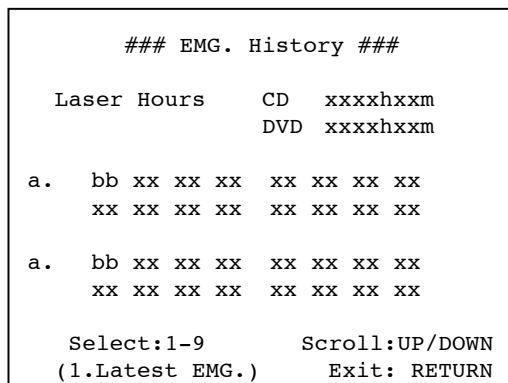 ### EMG. History ###
Laser Hours CD xxxxhxxm
DVD xxxxhxxm
a. bb xx xx xx xx xx xx xx
xx xx xx xx xx xx xx xx
a. bb xx xx xx xx xx xx xx
xx xx xx xx xx xx xx xx
Select:1-9 Scroll:UP/DOWN
(1.Latest EMG.) Exit: RETURN